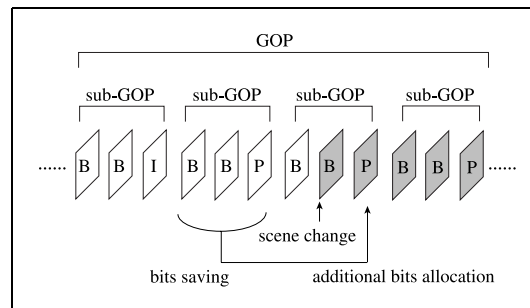 GOP
sub-GOP sub-GOP sub-GOP sub-GOP
...... B B I B B P B B P B B P ......
scene change
bits saving additional bits allocation